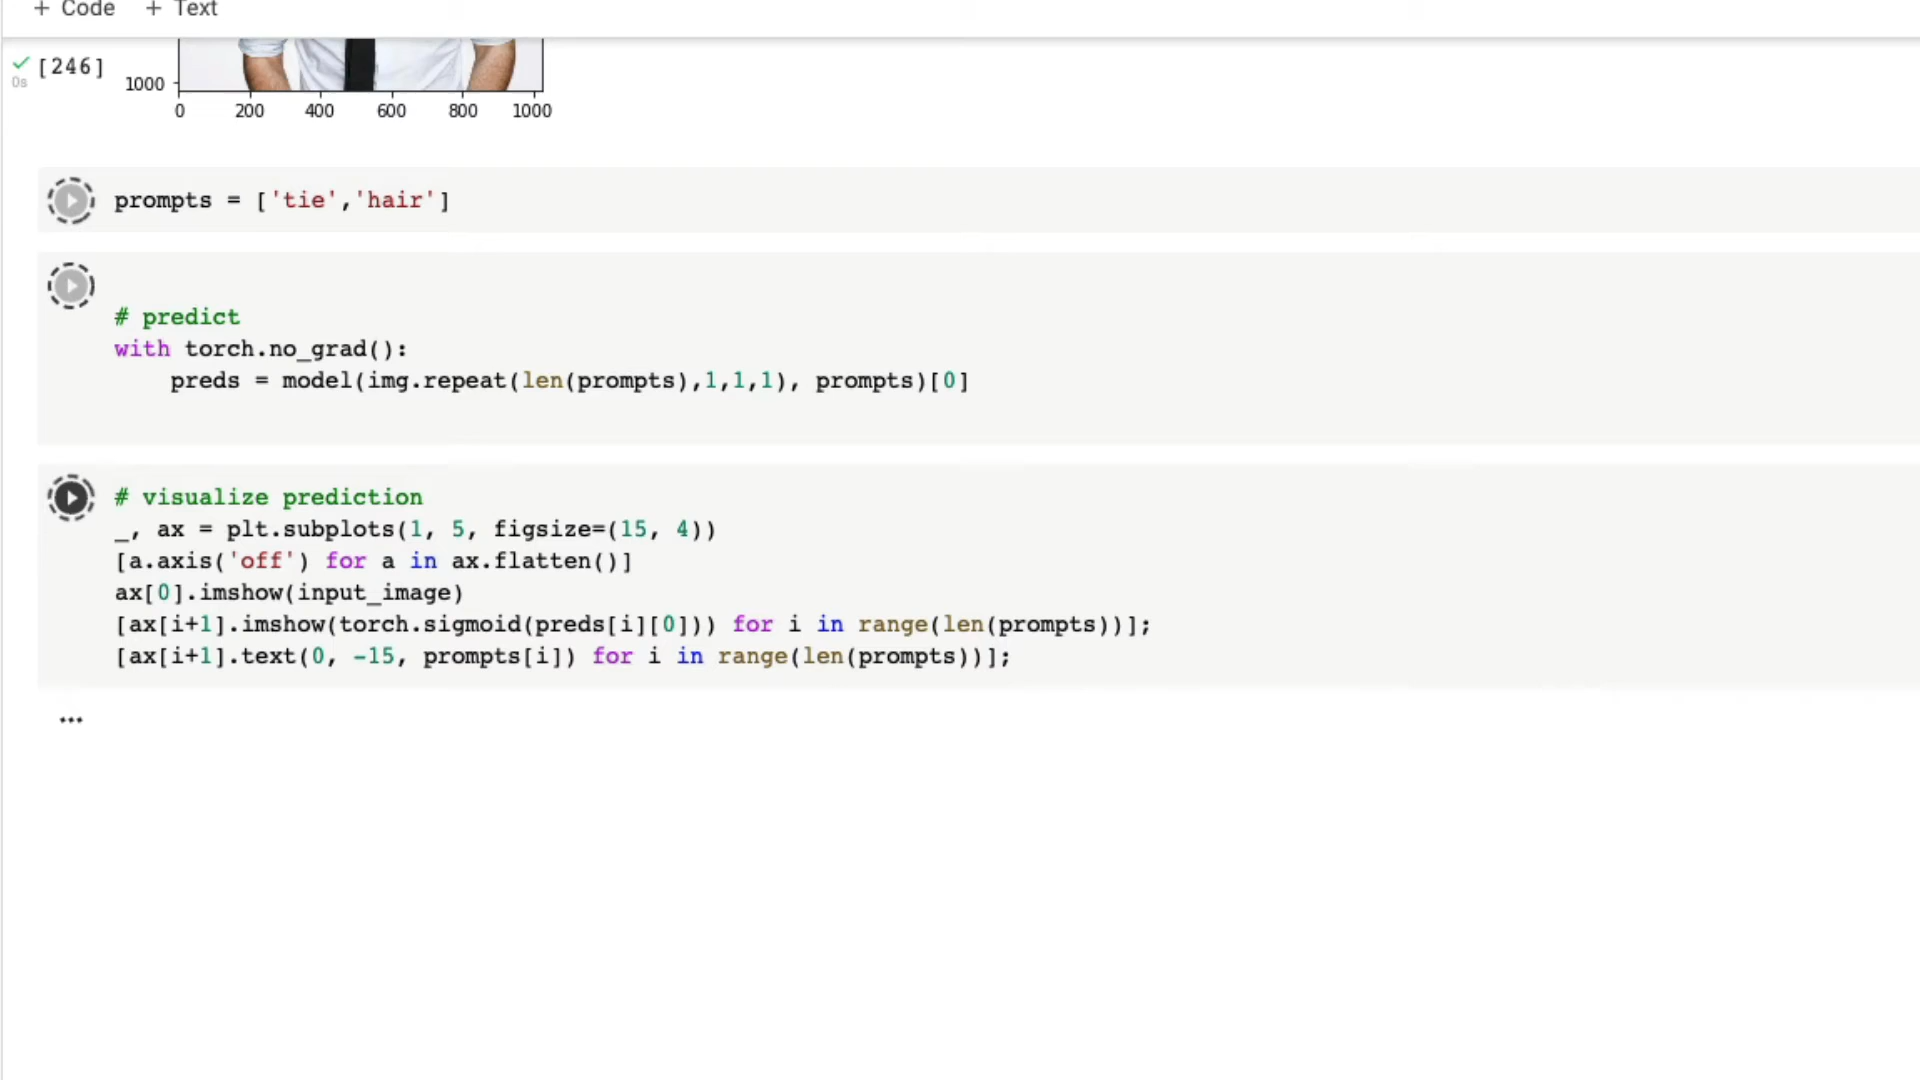 + Code + Text
[246]
0s
1000
0 200 400 600 800 1000
prompts = ['tie','hair']
# predict
with torch.no_grad():
    preds = model(img.repeat(len(prompts),1,1,1), prompts)[0]
# visualize prediction
_, ax = plt.subplots(1, 5, figsize=(15, 4))
[a.axis('off') for a in ax.flatten()]
ax[0].imshow(input_image)
[ax[i+1].imshow(torch.sigmoid(preds[i][0])) for i in range(len(prompts))];
[ax[i+1].text(0, -15, prompts[i]) for i in range(len(prompts))];